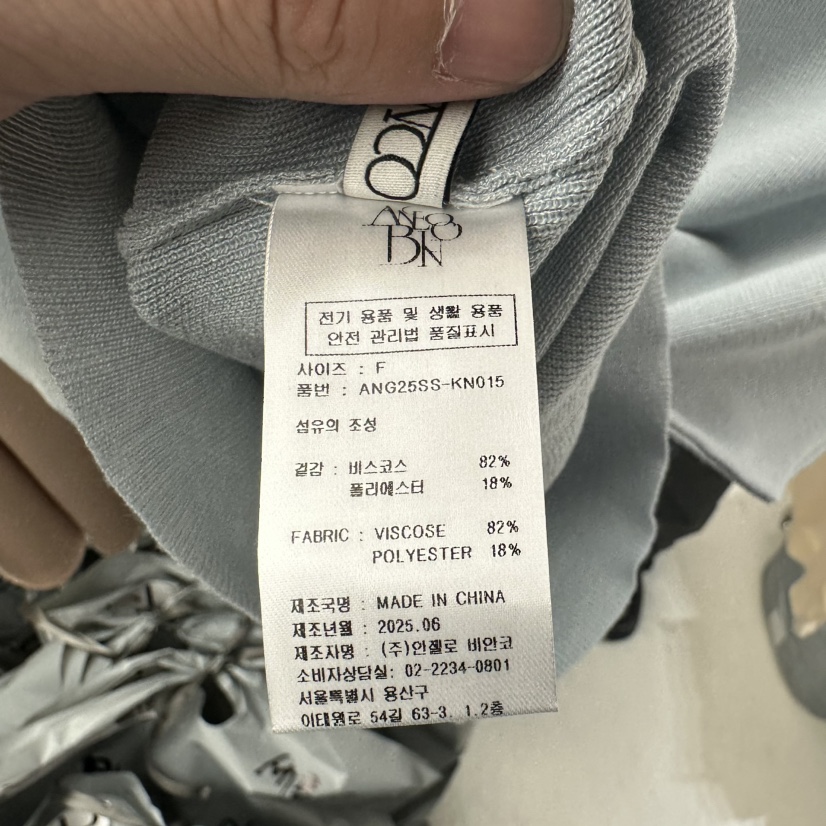 전기 용품 및 생활 용품
안전 관리법 품질표시
사이즈 : F
품번 : ANG25SS-KN015
섬유의 조성
겉감 : 비스코스 82%
폴리에스터 18%
FABRIC : VISCOSE 82%
POLYESTER 18%
제조국명 : MADE IN CHINA
제조년월 : 2025.06
제조자명 : (주)안젤로 비안코
소비자상담실: 02-2234-0801
서울특별시 용산구
이태원로 54길 63-3, 1.2층